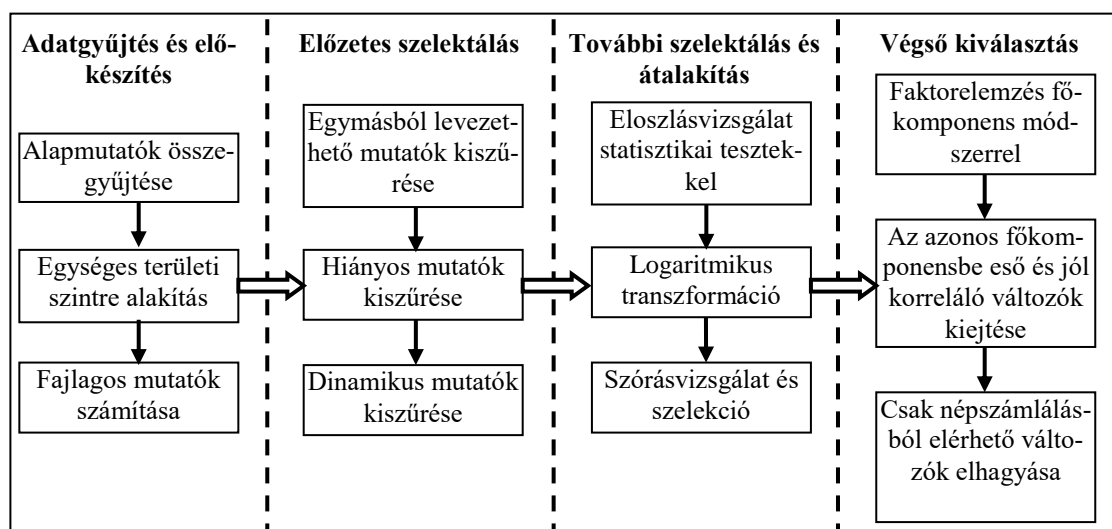 Adatgyűjtés és elő-
készítés
Alapmutatók össze-
gyűjtése
Egységes területi
szintre alakítás
Fajlagos mutatók
számítása
Előzetes szelektálás
Egymásból levezet-
hető mutatók kiszű-
rése
Hiányos mutatók
kiszűrése
Dinamikus mutatók
kiszűrése
További szelektálás és
átalakítás
Eloszlásvizsgálat
statisztikai tesztek-
kel
Logaritmikus
transzformáció
Szórásvizsgálat és
szelekció
Végső kiválasztás
Faktorelemzés fő-
komponens mód-
szerrel
Az azonos főkom-
ponensbe eső és jól
korreláló változók
kiejtése
Csak népszámlálás-
ból elérhető válto-
zók elhagyása